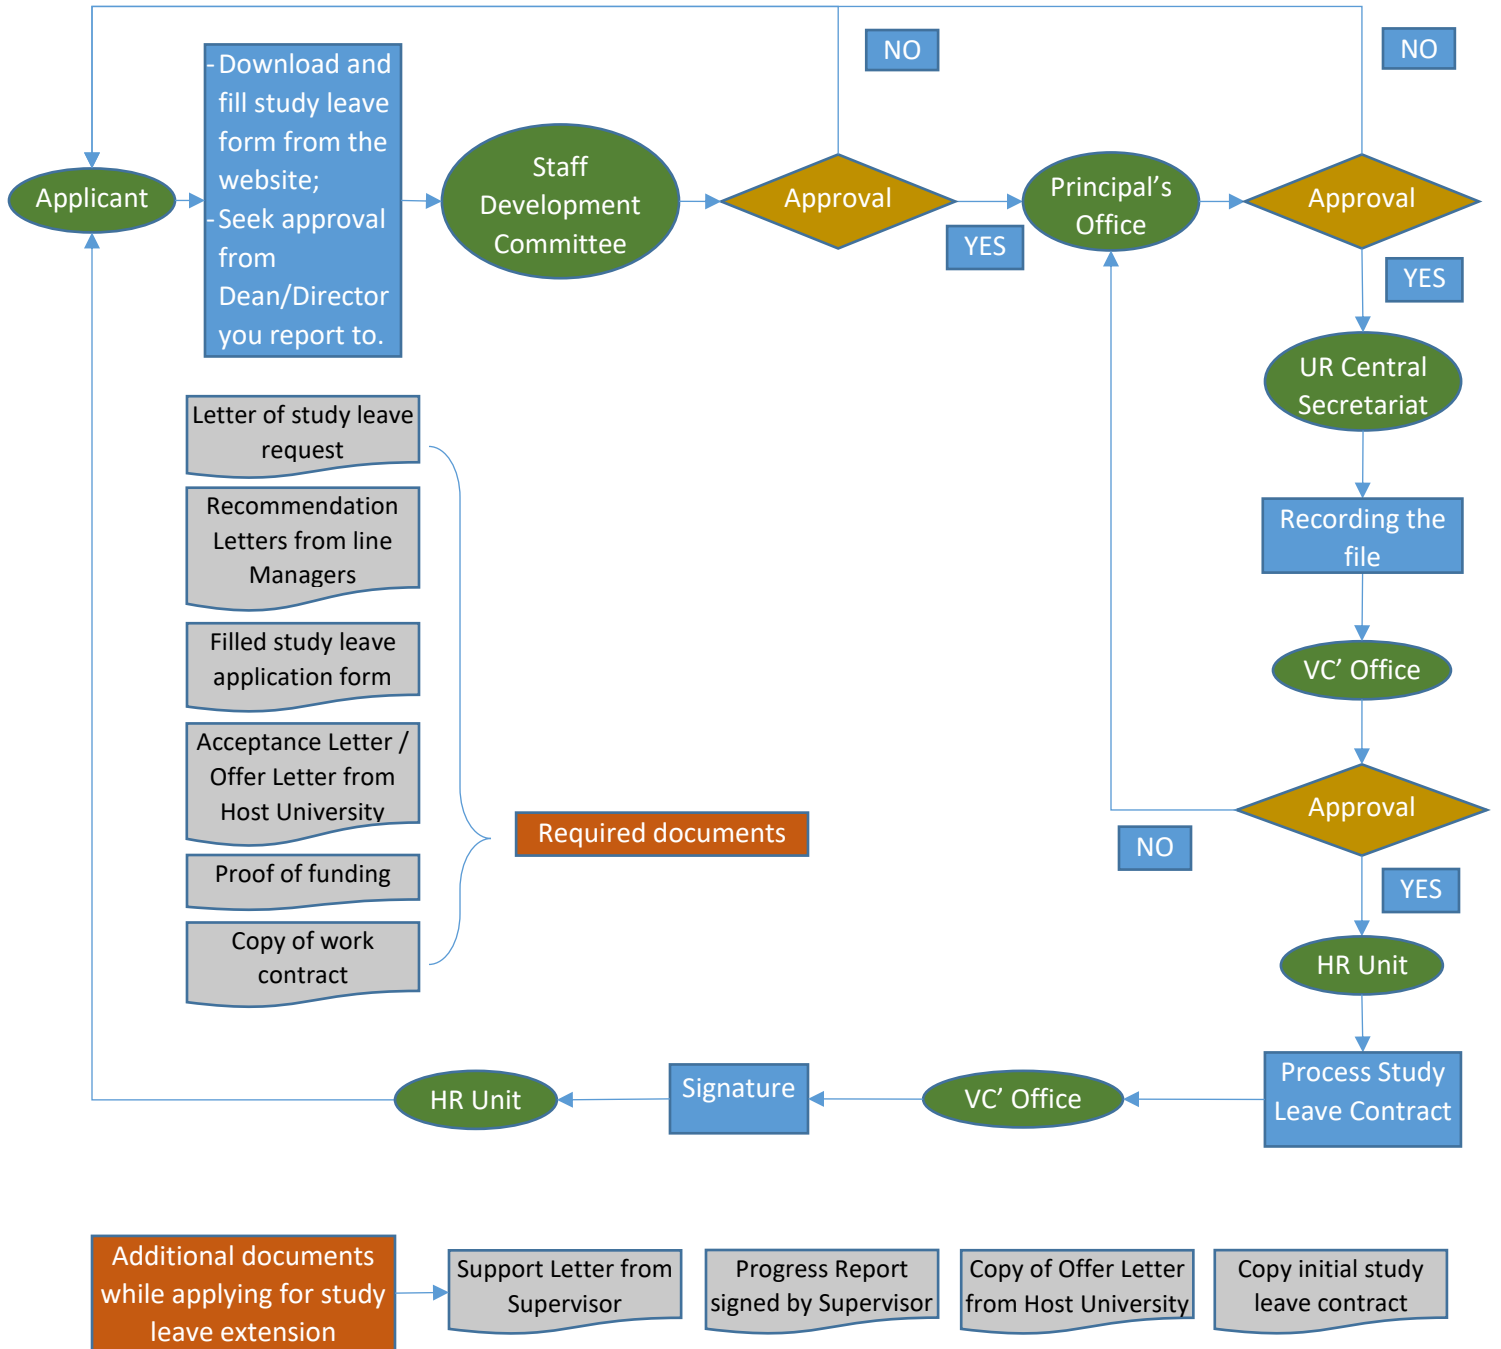 NO
NO
-Download and
fill study leave
form from the
website;
-Seek approval
from
Dean/Director
you report to.
Applicant
Staff
Development
Committee
Approval
YES
Principal's
Office
Approval
YES
UR Central
Secretariat
Recording the
file
VC' Office
Approval
NO
YES
HR Unit
Process Study
Leave Contract
VC' Office
Signature
HR Unit
Letter of study leave
request
Recommendation
Letters from line
Managers
Filled study leave
application form
Acceptance Letter /
Offer Letter from
Host University
Proof of funding
Copy of work
contract
Required documents
Additional documents
while applying for study
leave extension
Support Letter from
Supervisor
Progress Report
signed by Supervisor
Copy of Offer Letter
from Host University
Copy initial study
leave contract